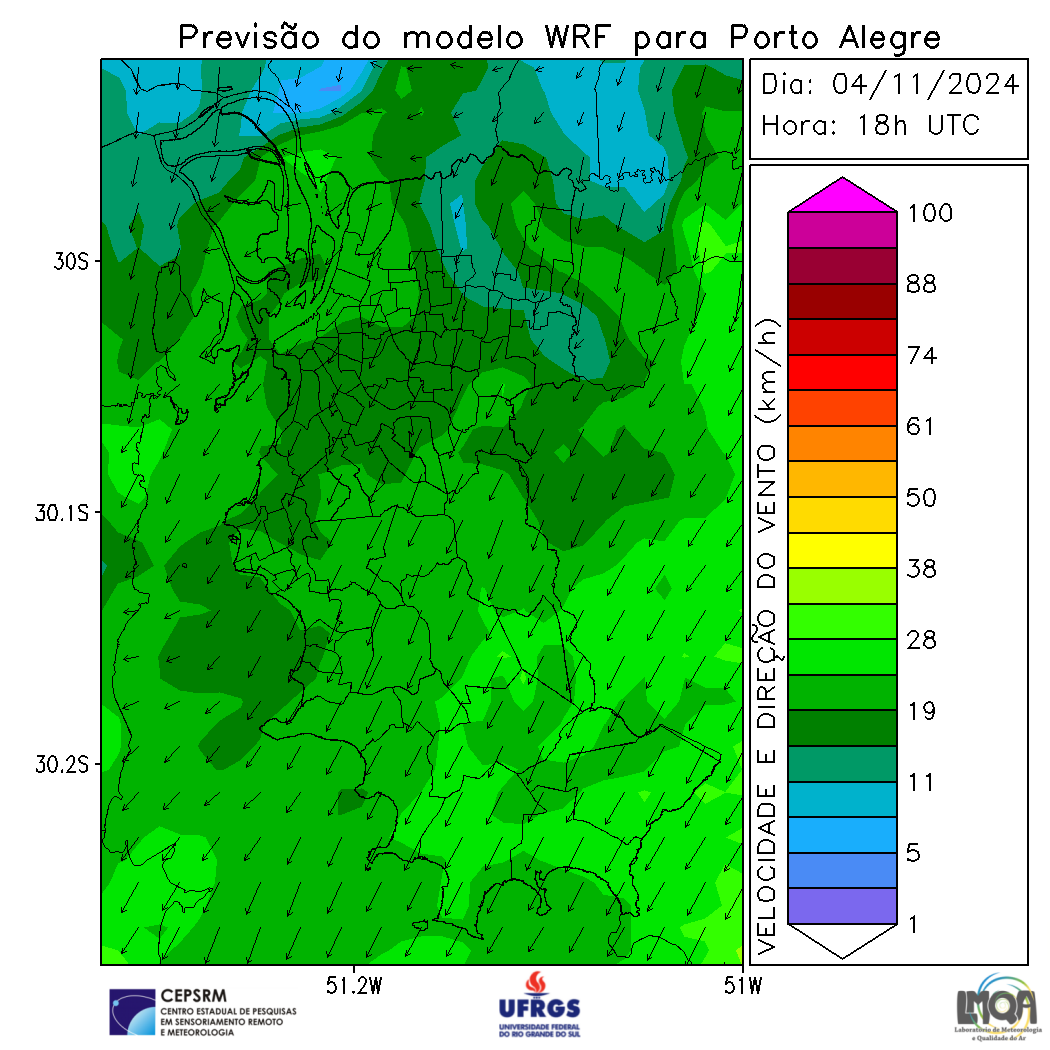 Previsão do modelo WRF para Porto Alegre
Dia: 04/11/2024
Hora: 18h UTC
30S
30.1S
30.2S
51.2W
51W
VELOCIDADE E DIREÇÃO DO VENTO (km/h)
100
88
74
61
50
38
28
19
11
5
1
CEPSRM
CENTRO ESTADUAL DE PESQUISAS
EM SENSORIAMENTO REMOTO
E METEOROLOGIA
UFRGS
UNIVERSIDADE FEDERAL
DO RIO GRANDE DO SUL
LMQA
Laboratório de Meteorologia
e Qualidade do Ar